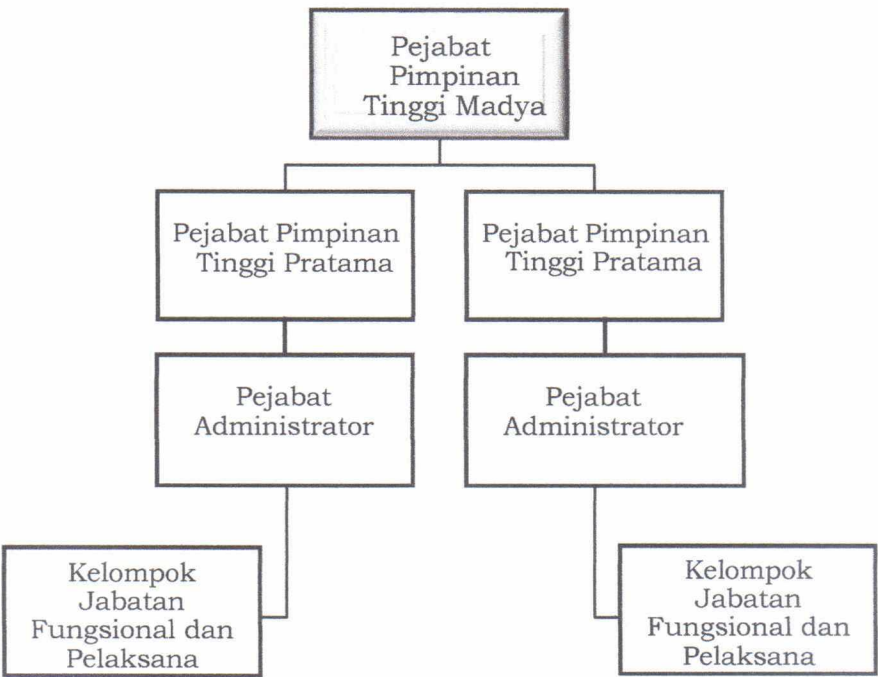 Pejabat
Pimpinan
Tinggi Madya
Pejabat Pimpinan
Tinggi Pratama
Pejabat Pimpinan
Tinggi Pratama
Pejabat
Administrator
Pejabat
Administrator
Kelompok
Jabatan
Fungsional dan
Pelaksana
Kelompok
Jabatan
Fungsional dan
Pelaksana